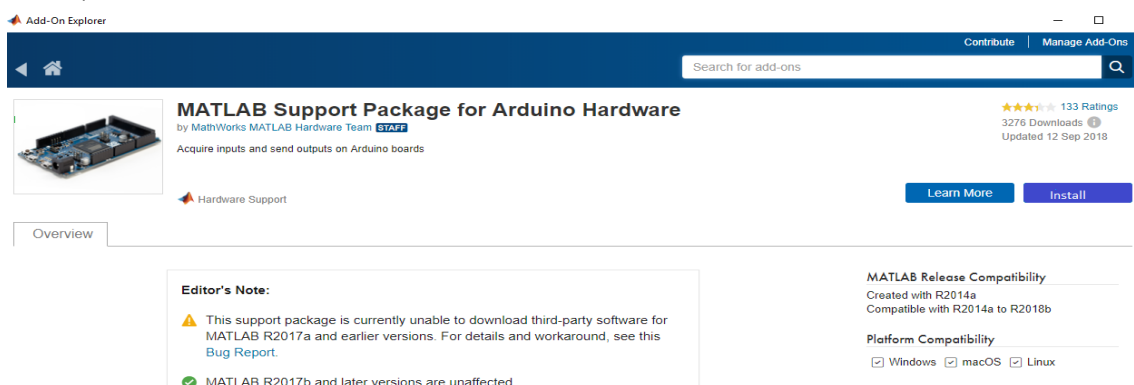 Add-On Explorer
Contribute | Manage Add-Ons
Search for add-ons
MATLAB Support Package for Arduino Hardware
by MathWorks MATLAB Hardware Team STAFF
Acquire inputs and send outputs on Arduino boards
133 Ratings
3276 Downloads
Updated 12 Sep 2018
Hardware Support
Learn More
Install
Overview
Editor's Note:
This support package is currently unable to download third-party software for
MATLAB R2017a and earlier versions. For details and workaround, see this
Bug Report.
MATLAB R2017b and later versions are unaffected
MATLAB Release Compatibility
Created with R2014a
Compatible with R2014a to R2018b
Platform Compatibility
Windows macOS Linux